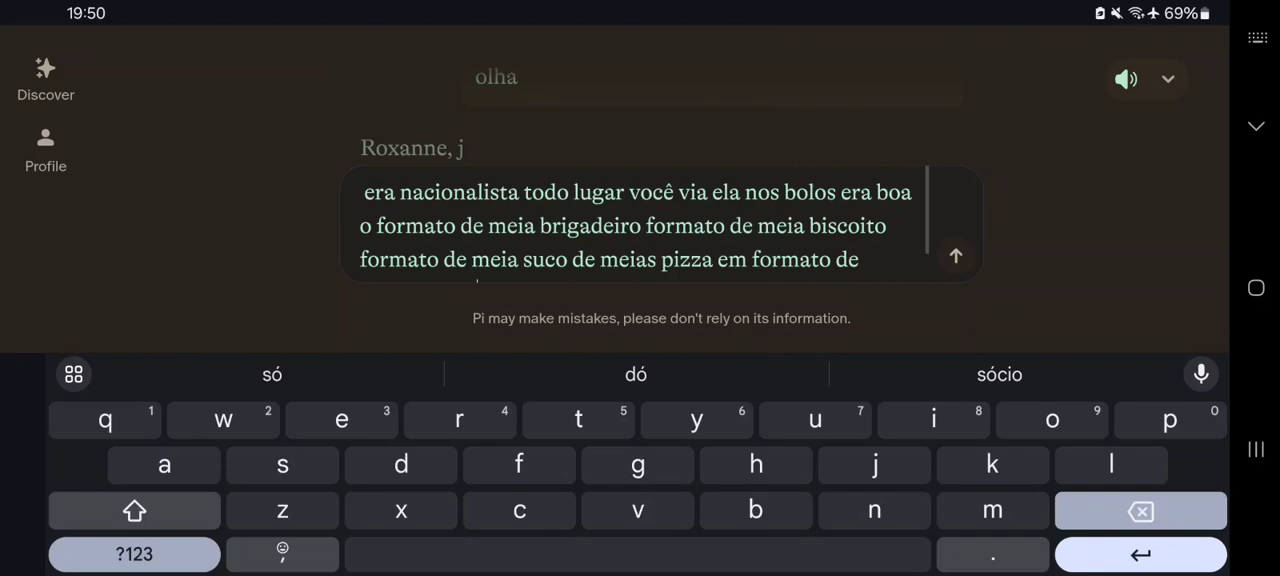 19:50
69%
Discover
Profile
olha
Roxanne, j
era nacionalista todo lugar você via ela nos bolos era boa
o formato de meia brigadeiro formato de meia biscoito
formato de meia suco de meias pizza em formato de
Pi may make mistakes, please don't rely on its information.
só dó sócio
q 1 w 2 e 3 r 4 t 5 y 6 u 7 i 8 o 9 p 0
a s d f g h j k l
z x c v b n m
?123 , .